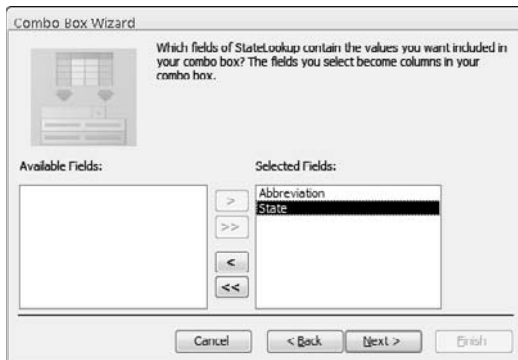 Combo Box Wizard
Which fields of StateLookup contain the values you want included in
your combo box? The fields you select become columns in your
combo box.
Available Fields:
Selected Fields:
Abbreviation
State
>
>>
<
<<
Cancel
< Back
Next >
Finish